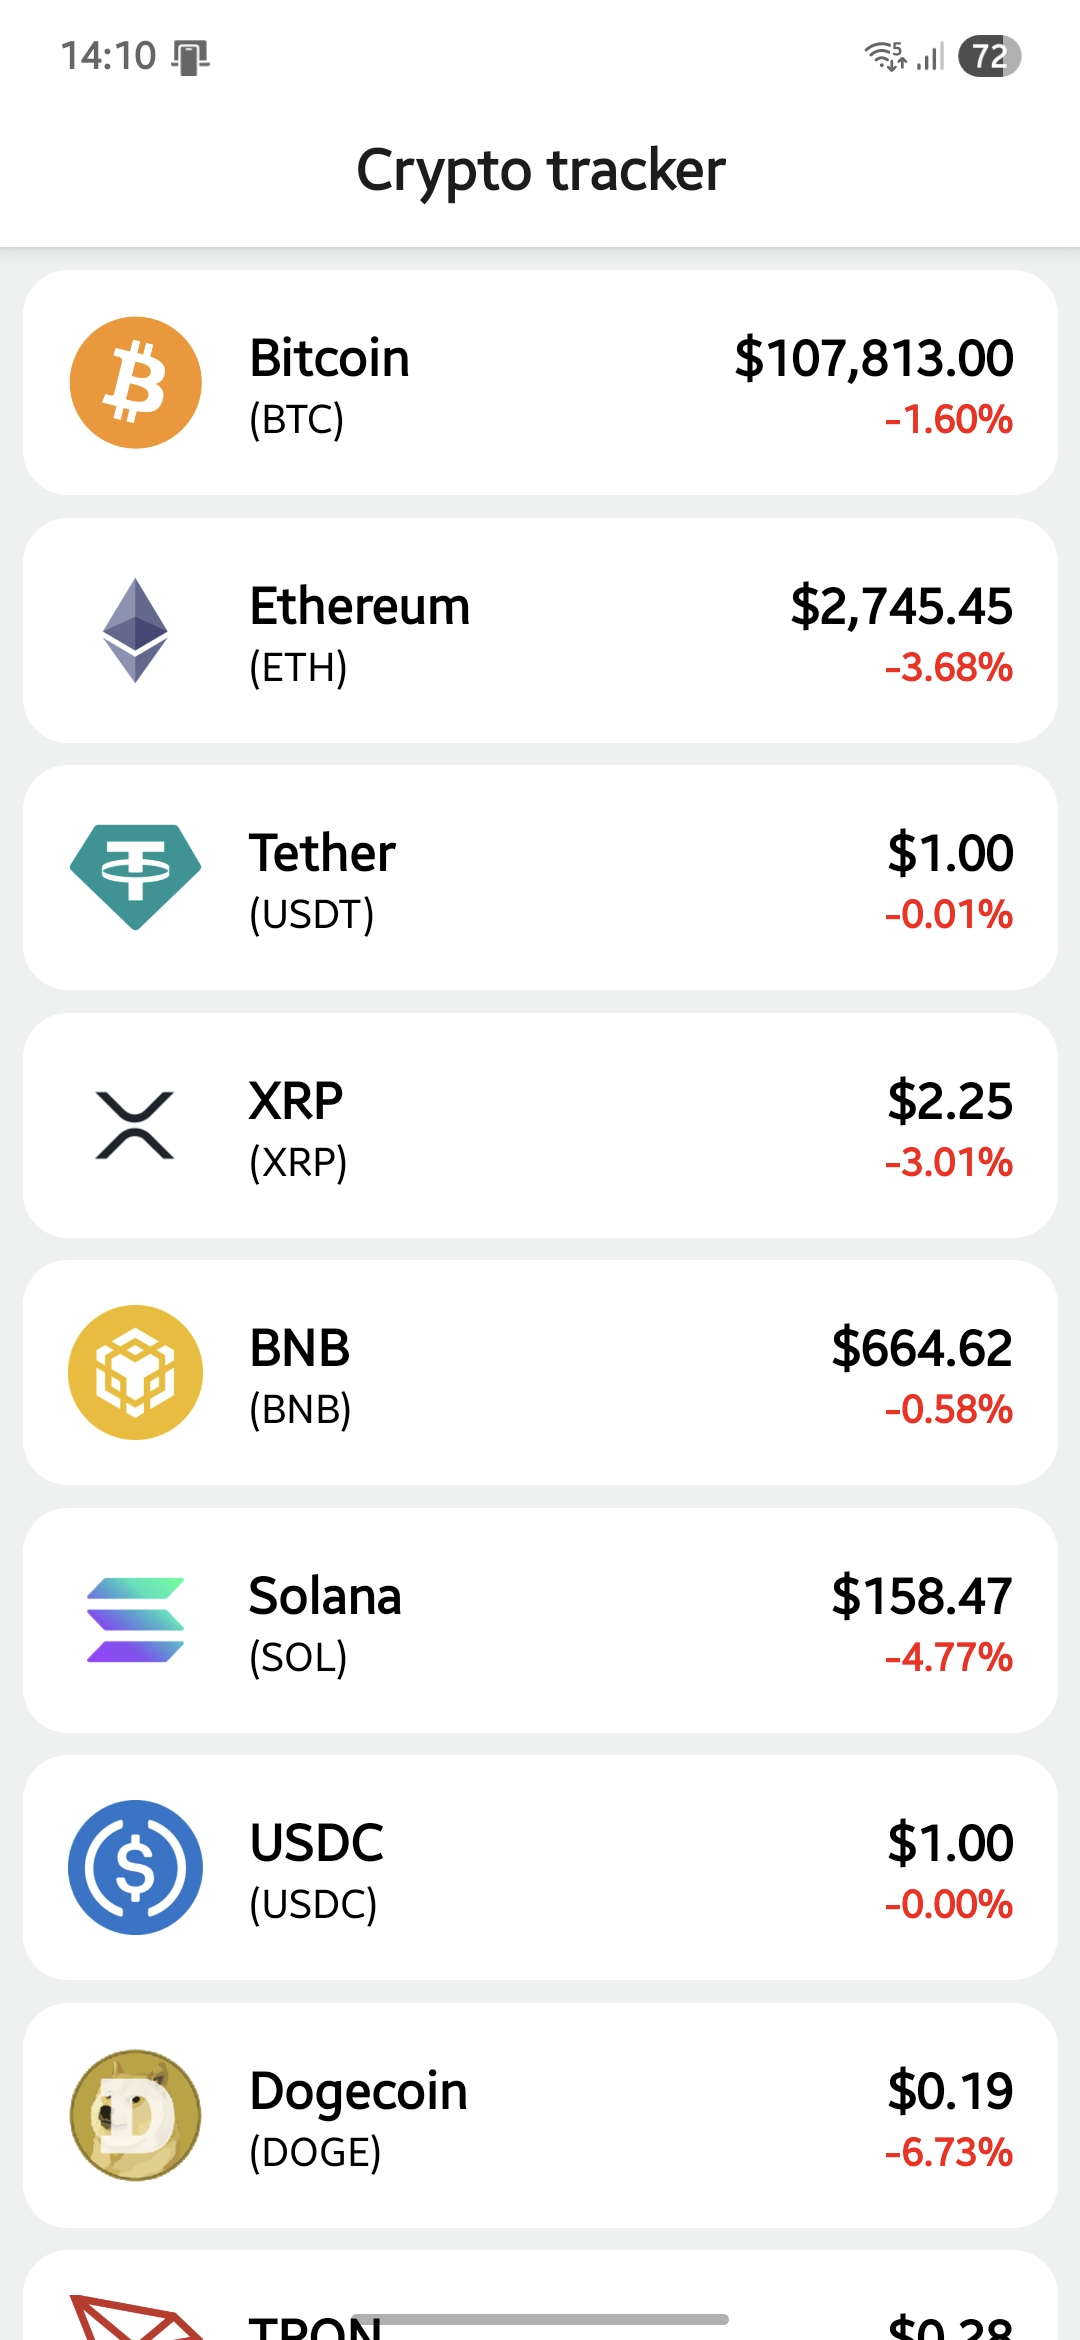 14:10
5
72
Crypto tracker
Bitcoin $107,813.00
(BTC) -1.60%
Ethereum $2,745.45
(ETH) -3.68%
Tether $1.00
(USDT) -0.01%
XRP $2.25
(XRP) -3.01%
BNB $664.62
(BNB) -0.58%
Solana $158.47
(SOL) -4.77%
USDC $1.00
(USDC) -0.00%
Dogecoin $0.19
(DOGE) -6.73%
TRON $0.28